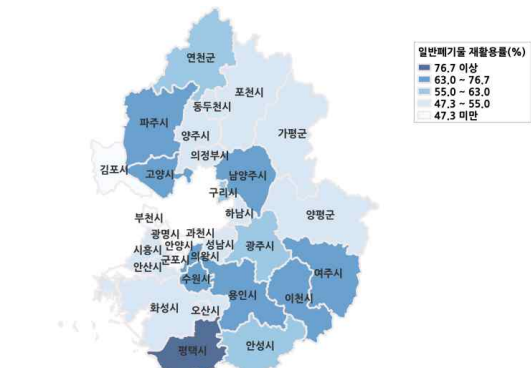 일반폐기물 재활용률(%)
76.7 이상
63.0 ~ 76.7
55.0 ~ 63.0
47.3 ~ 55.0
47.3 미만
연천군
포천시
동두천시
파주시
양주시
가평군
의정부시
김포시
고양시
남양주시
구리시
하남시
양평군
부천시
광명시
과천시
시흥시
안양시
성남시
광주시
군포시
의왕시
안산시
수원시
여주시
용인시
이천시
화성시
오산시
평택시
안성시